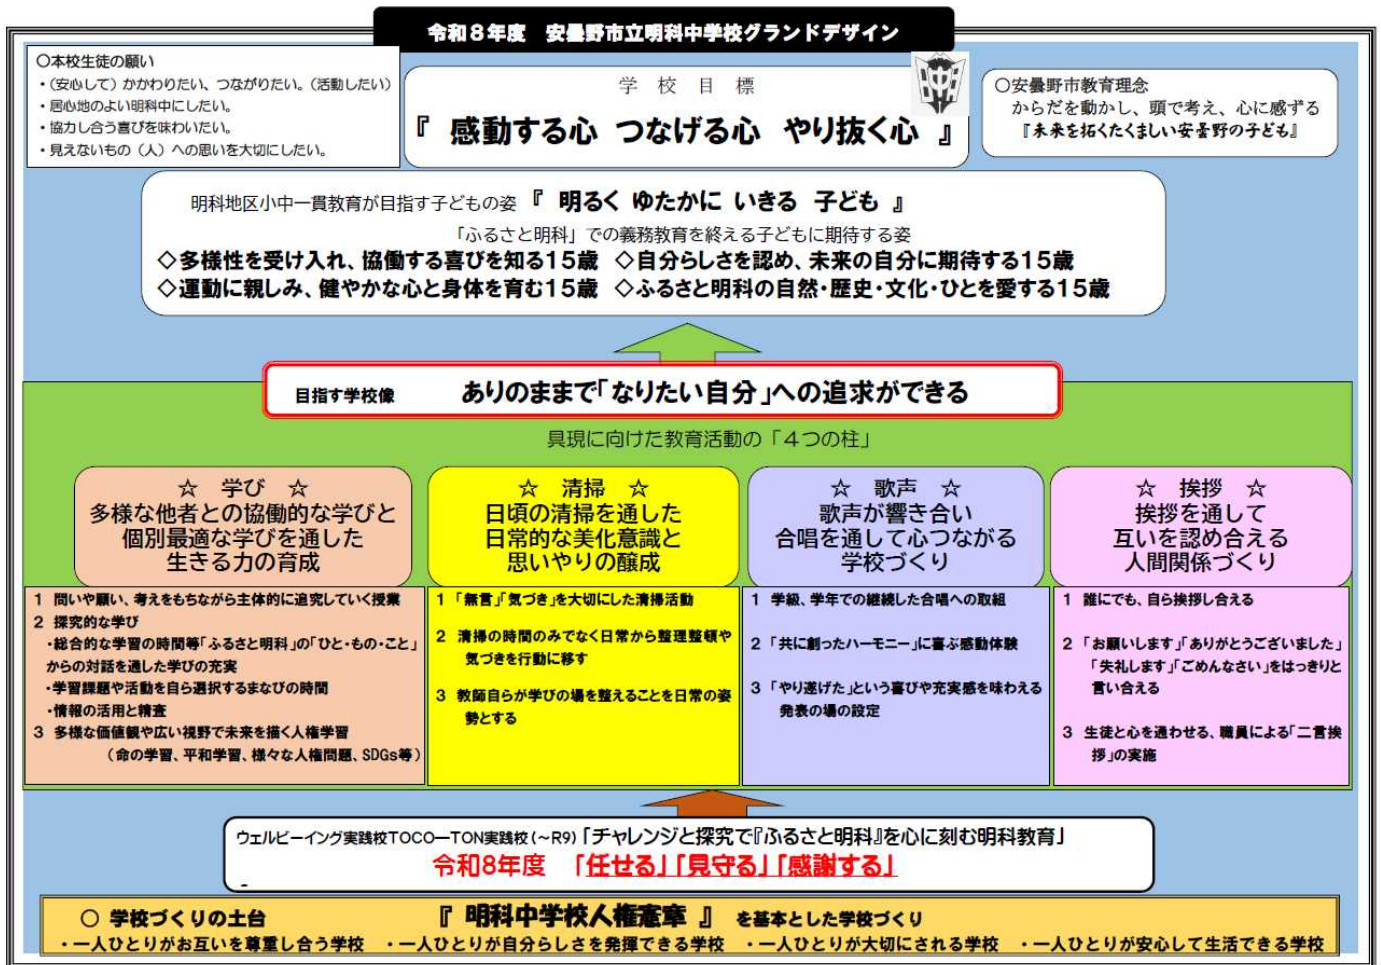 令和8年度　安曇野市立明科中学校グランドデザイン
○本校生徒の願い
・（安心して）かかわりたい、つながりたい。（活動したい）
・居心地のよい明科中にしたい。
・協力し合う喜びを味わいたい。
・見えないもの（人）への思いを大切にしたい。
学 校 目 標
『 感動する心　つなげる心　やり抜く心 』
中
○安曇野市教育理念
からだを動かし、頭で考え、心に感ずる
『未来を拓くたくましい安曇野の子ども』
明科地区小中一貫教育が目指す子どもの姿『 明るく ゆたかに いきる 子ども 』
「ふるさと明科」での義務教育を終える子どもに期待する姿
◇多様性を受け入れ、協働する喜びを知る15歳　◇自分らしさを認め、未来の自分に期待する15歳
◇運動に親しみ、健やかな心と身体を育む15歳　◇ふるさと明科の自然・歴史・文化・ひとを愛する15歳
目指す学校像　ありのままで「なりたい自分」への追求ができる
具現に向けた教育活動の「４つの柱」
☆　学び　☆
多様な他者との協働的な学びと
個別最適な学びを通した
生きる力の育成
1 問いや願い、考えをもちながら主体的に追究していく授業
2 探究的な学び
・総合的な学習の時間等「ふるさと明科」の「ひと・もの・こと」
からの対話を通した学びの充実
・学習課題や活動を自ら選択するまなびの時間
・情報の活用と精査
3 多様な価値観や広い視野で未来を描く人権学習
（命の学習、平和学習、様々な人権問題、SDGs等）
☆　清掃　☆
日頃の清掃を通した
日常的な美化意識と
思いやりの醸成
1 「無言」「気づき」を大切にした清掃活動
2 清掃の時間のみでなく日常から整理整頓や
気づきを行動に移す
3 教師自らが学びの場を整えることを日常の姿
勢とする
☆　歌声　☆
歌声が響き合い
合唱を通して心つながる
学校づくり
1 学級、学年での継続した合唱への取組
2 「共に創ったハーモニー」に喜ぶ感動体験
3 「やり遂げた」という喜びや充実感を味わえる
発表の場の設定
☆　挨拶　☆
挨拶を通して
互いを認め合える
人間関係づくり
1 誰にでも、自ら挨拶し合える
2 「お願いします」「ありがとうございました」
「失礼します」「ごめんなさい」をはっきりと
言い合える
3 生徒と心を通わせる、職員による「二言挨
拶」の実施
ウェルビーイング実践校TOCO―TON実践校（～R9）「チャレンジと探究で『ふるさと明科』を心に刻む明科教育」
令和8年度　「任せる」「見守る」「感謝する」
○ 学校づくりの土台　『 明科中学校人権憲章 』　を基本とした学校づくり
・一人ひとりがお互いを尊重し合う学校　・一人ひとりが自分らしさを発揮できる学校　・一人ひとりが大切にされる学校　・一人ひとりが安心して生活できる学校